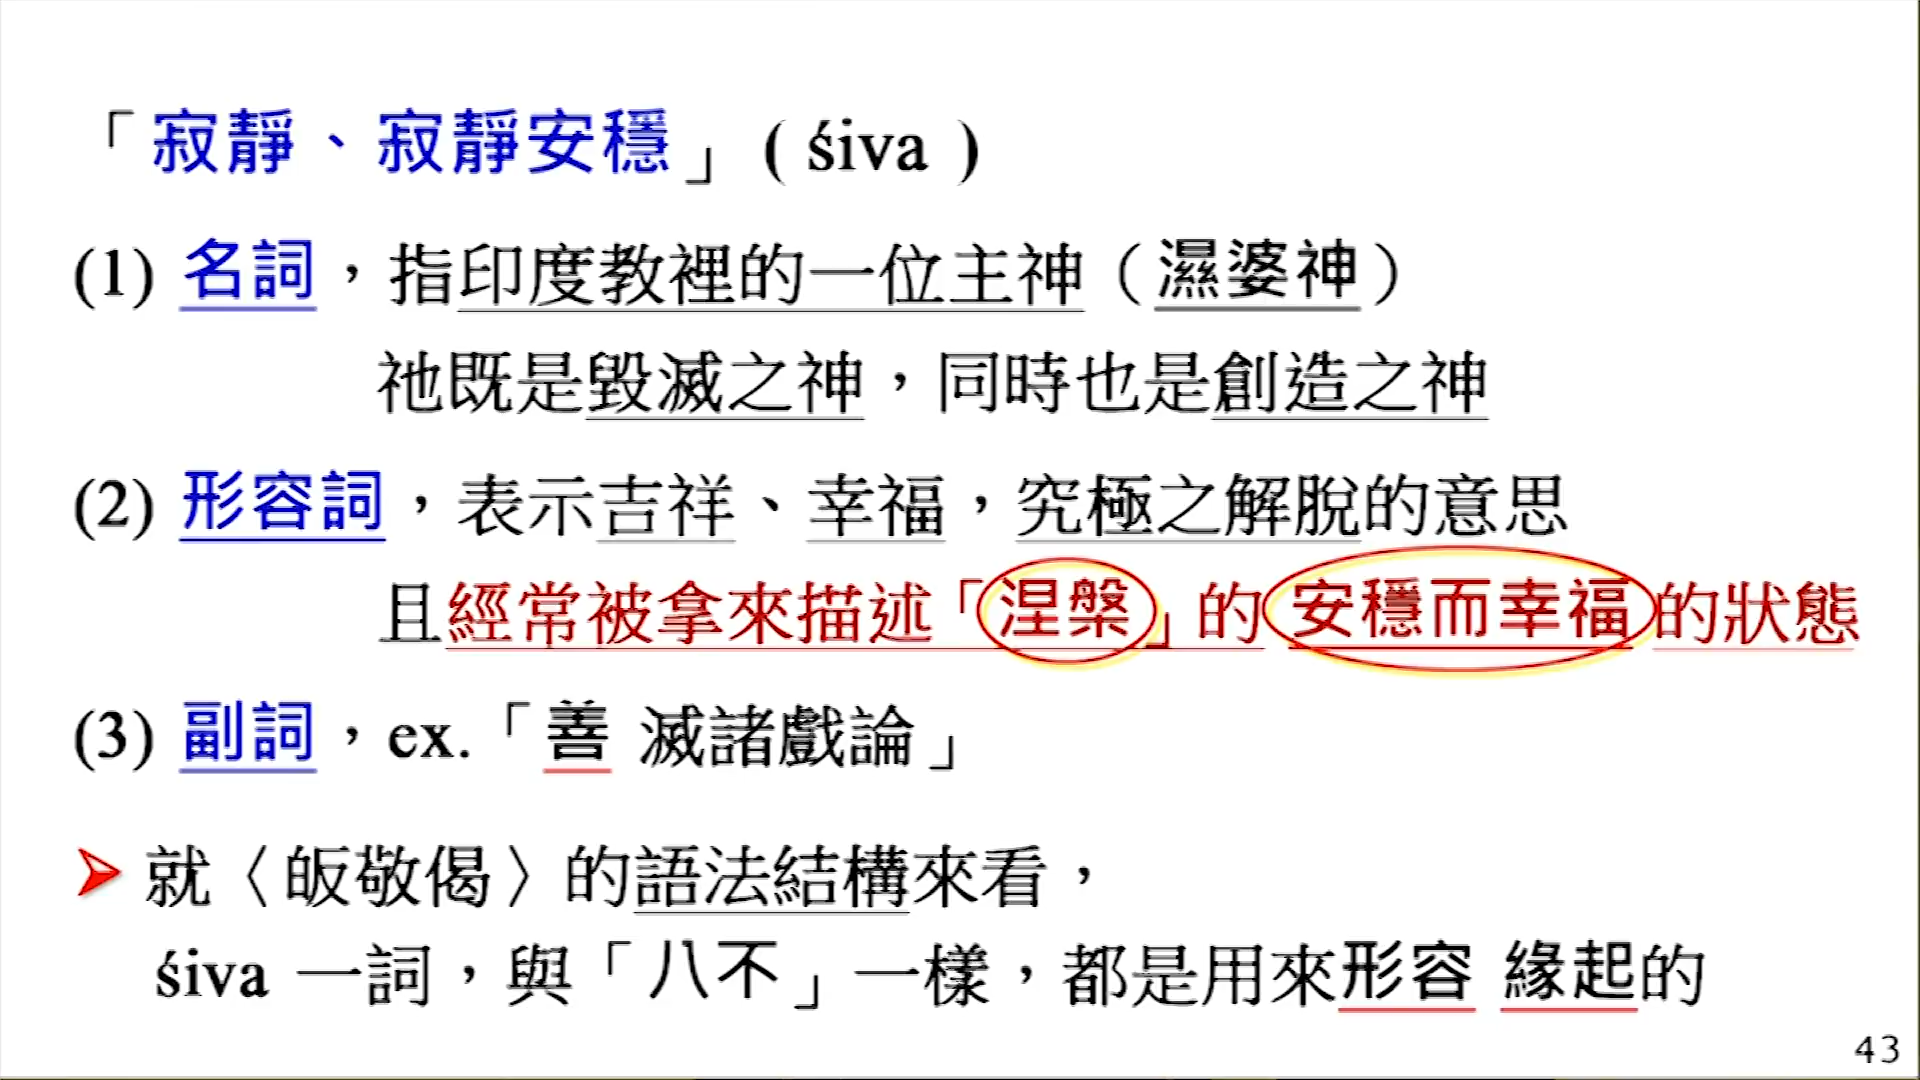 「寂靜、寂靜安穩」( śiva )
(1) 名詞，指印度教裡的一位主神（濕婆神）
祂既是毀滅之神，同時也是創造之神
(2) 形容詞，表示吉祥、幸福，究極之解脫的意思
且經常被拿來描述「涅槃」的安穩而幸福的狀態
(3) 副詞，ex.「善 滅諸戲論」
就〈皈敬偈〉的語法結構來看，
śiva 一詞，與「八不」一樣，都是用來形容 緣起的
43